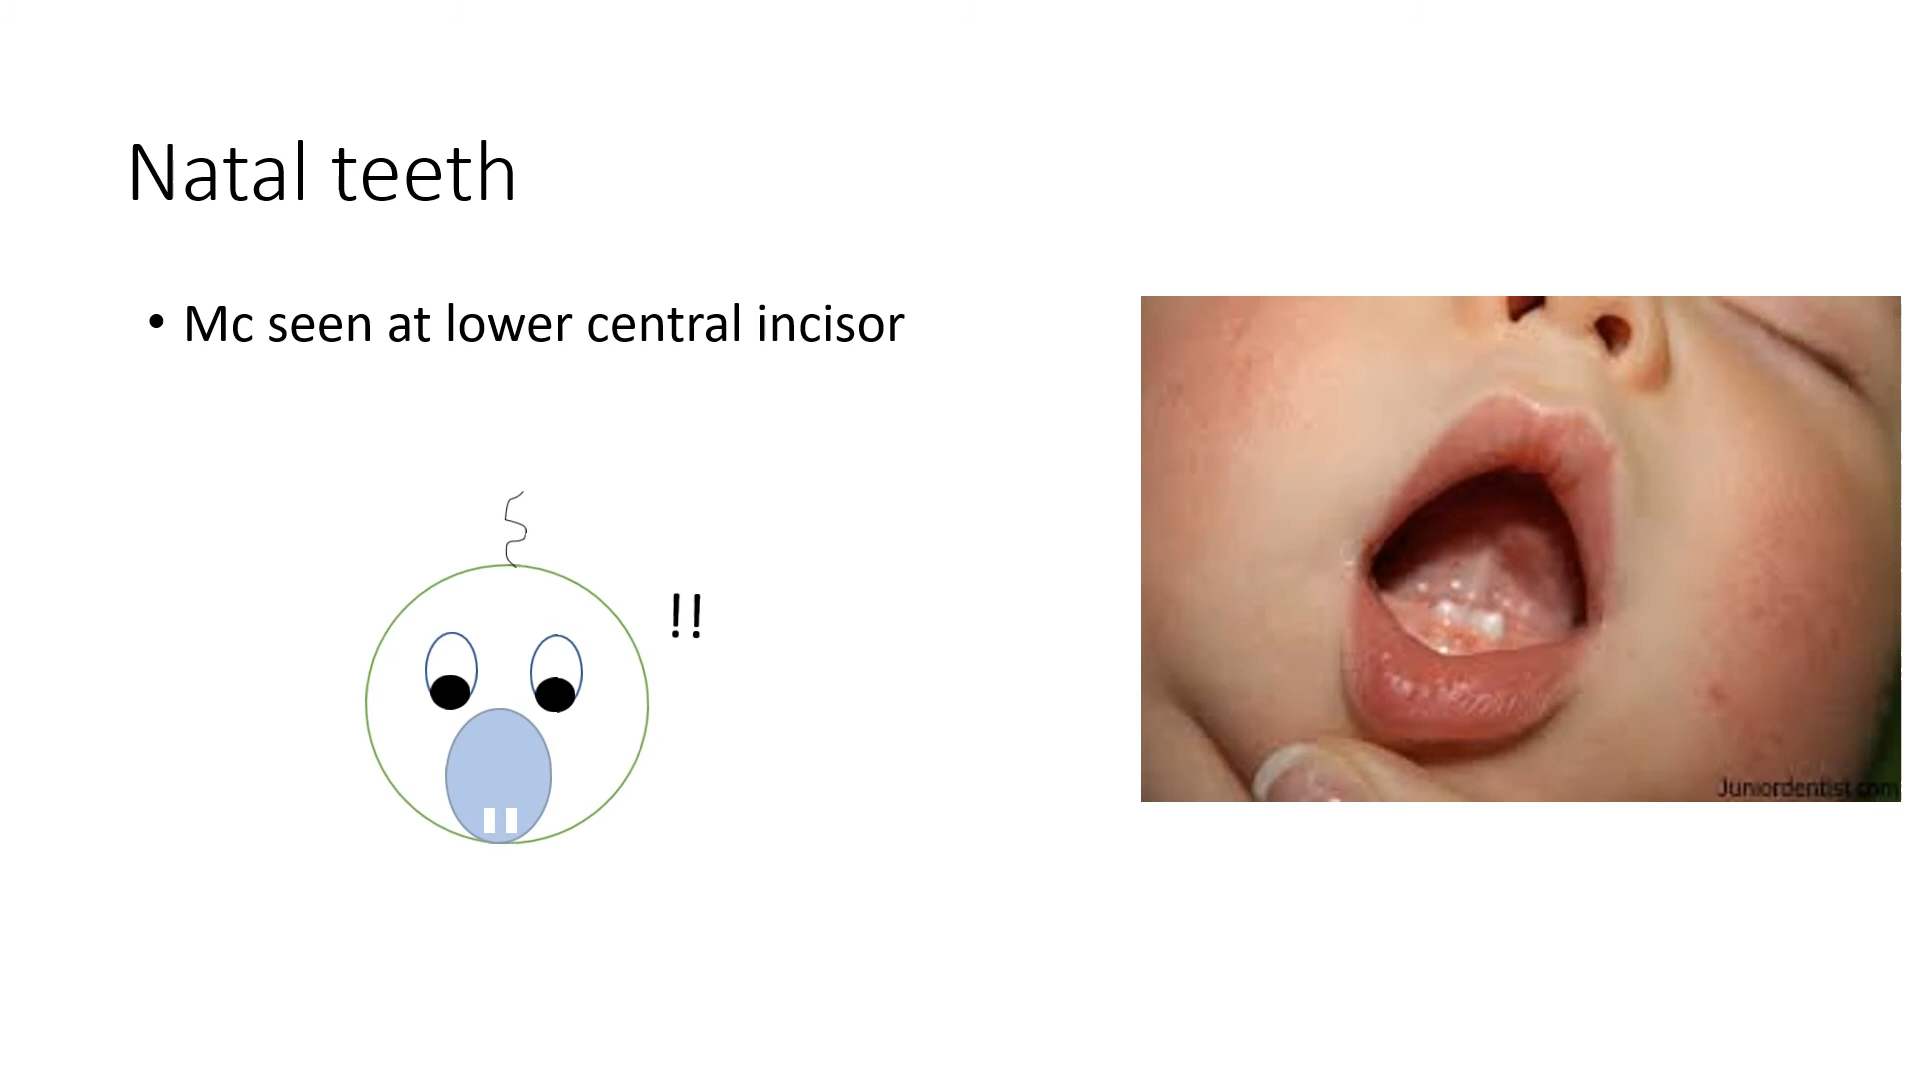 Natal teeth
• Mc seen at lower central incisor
!!
Juniordentist.com